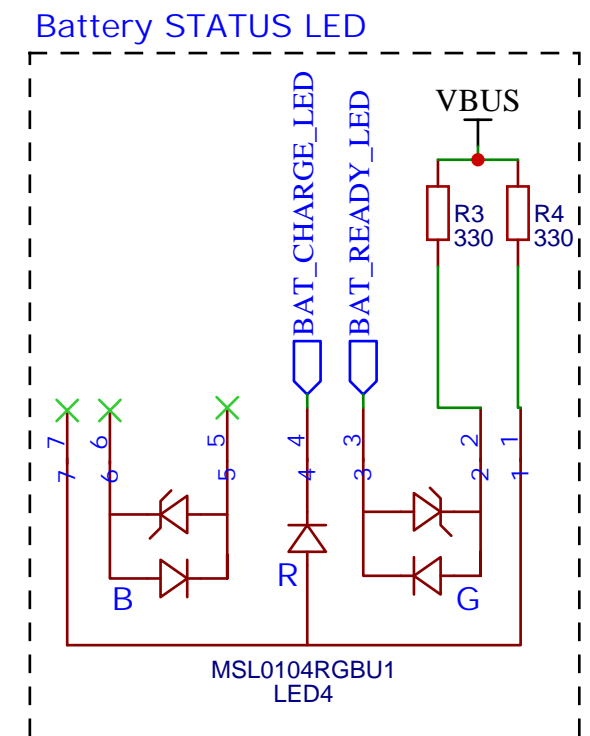 Battery STATUS LED
BAT_CHARGE_LED
BAT_READY_LED
VBUS
R3
330
R4
330
7
6
5
4
3
2
1
7
6
5
4
3
2
1
B
R
G
MSL0104RGBU1
LED4